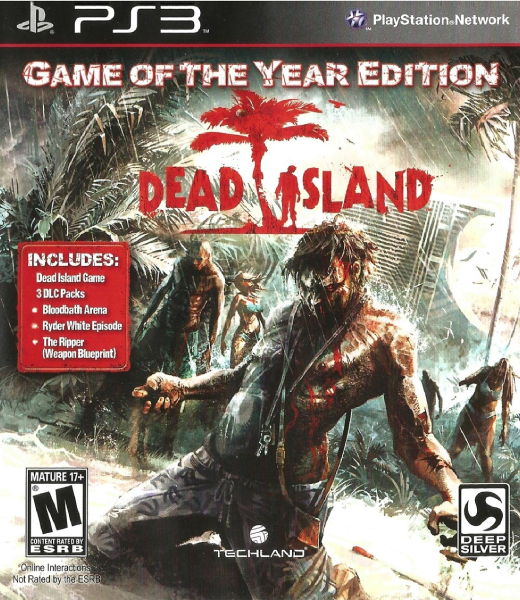 PS3
PlayStation®Network
GAME OF THE YEAR EDITION
DEAD ISLAND
INCLUDES:
Dead Island Game
3 DLC Packs
Bloodbath Arena
Ryder White Episode
The Ripper
(Weapon Blueprint)
MATURE 17+
M
CONTENT RATED BY
ESRB
Online Interactions
Not Rated by the ESRB
TECHLAND
DEEP
SILVER